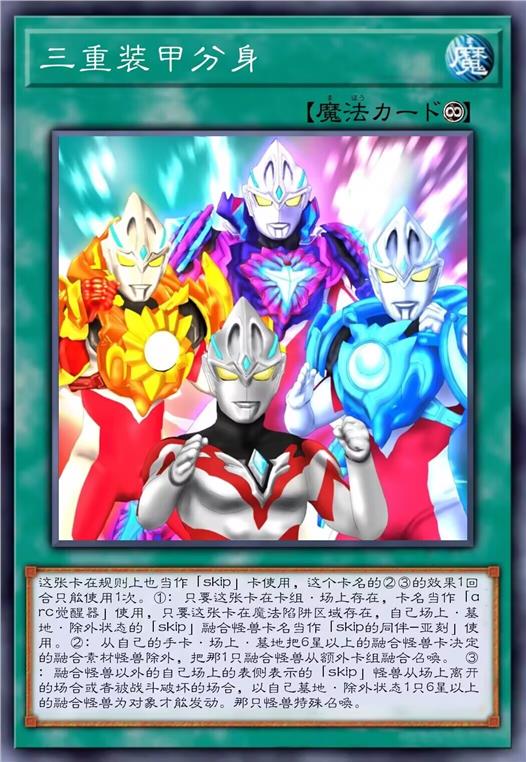 三重装甲分身
魔
まほう
【魔法カード♾】
这张卡在规则上也当作「skip」卡使用，这个卡名的②③的效果1回
合只能使用1次。①：只要这张卡在卡组·场上存在，卡名当作「a
rc觉醒器」使用，只要这张卡在魔法陷阱区域存在，自己场上·墓
地·除外状态的「skip」融合怪兽卡名当作「skip的同伴-亚刻」使
用。②：从自己的手卡·场上·墓地把6星以上的融合怪兽卡决定
的融合素材怪兽除外，把那1只融合怪兽从额外卡组融合召唤。③
：融合怪兽以外的自己场上的表侧表示的「skip」怪兽从场上离开
的场合或者被战斗破坏的场合，以自己墓地·除外状态1只6星以上
的融合怪兽为对象才能发动。那只怪兽特殊召唤。